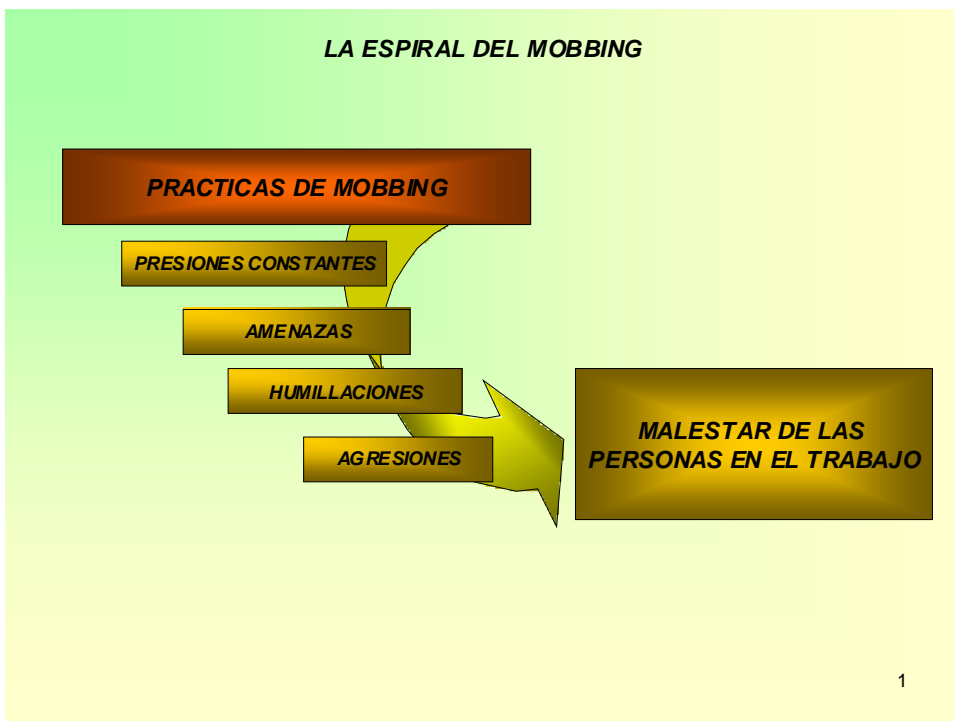 LA ESPIRAL DEL MOBBING
PRACTICAS DE MOBBING
PRESIONES CONSTANTES
AMENAZAS
HUMILLACIONES
AGRESIONES
MALESTAR DE LAS
PERSONAS EN EL TRABAJO
1